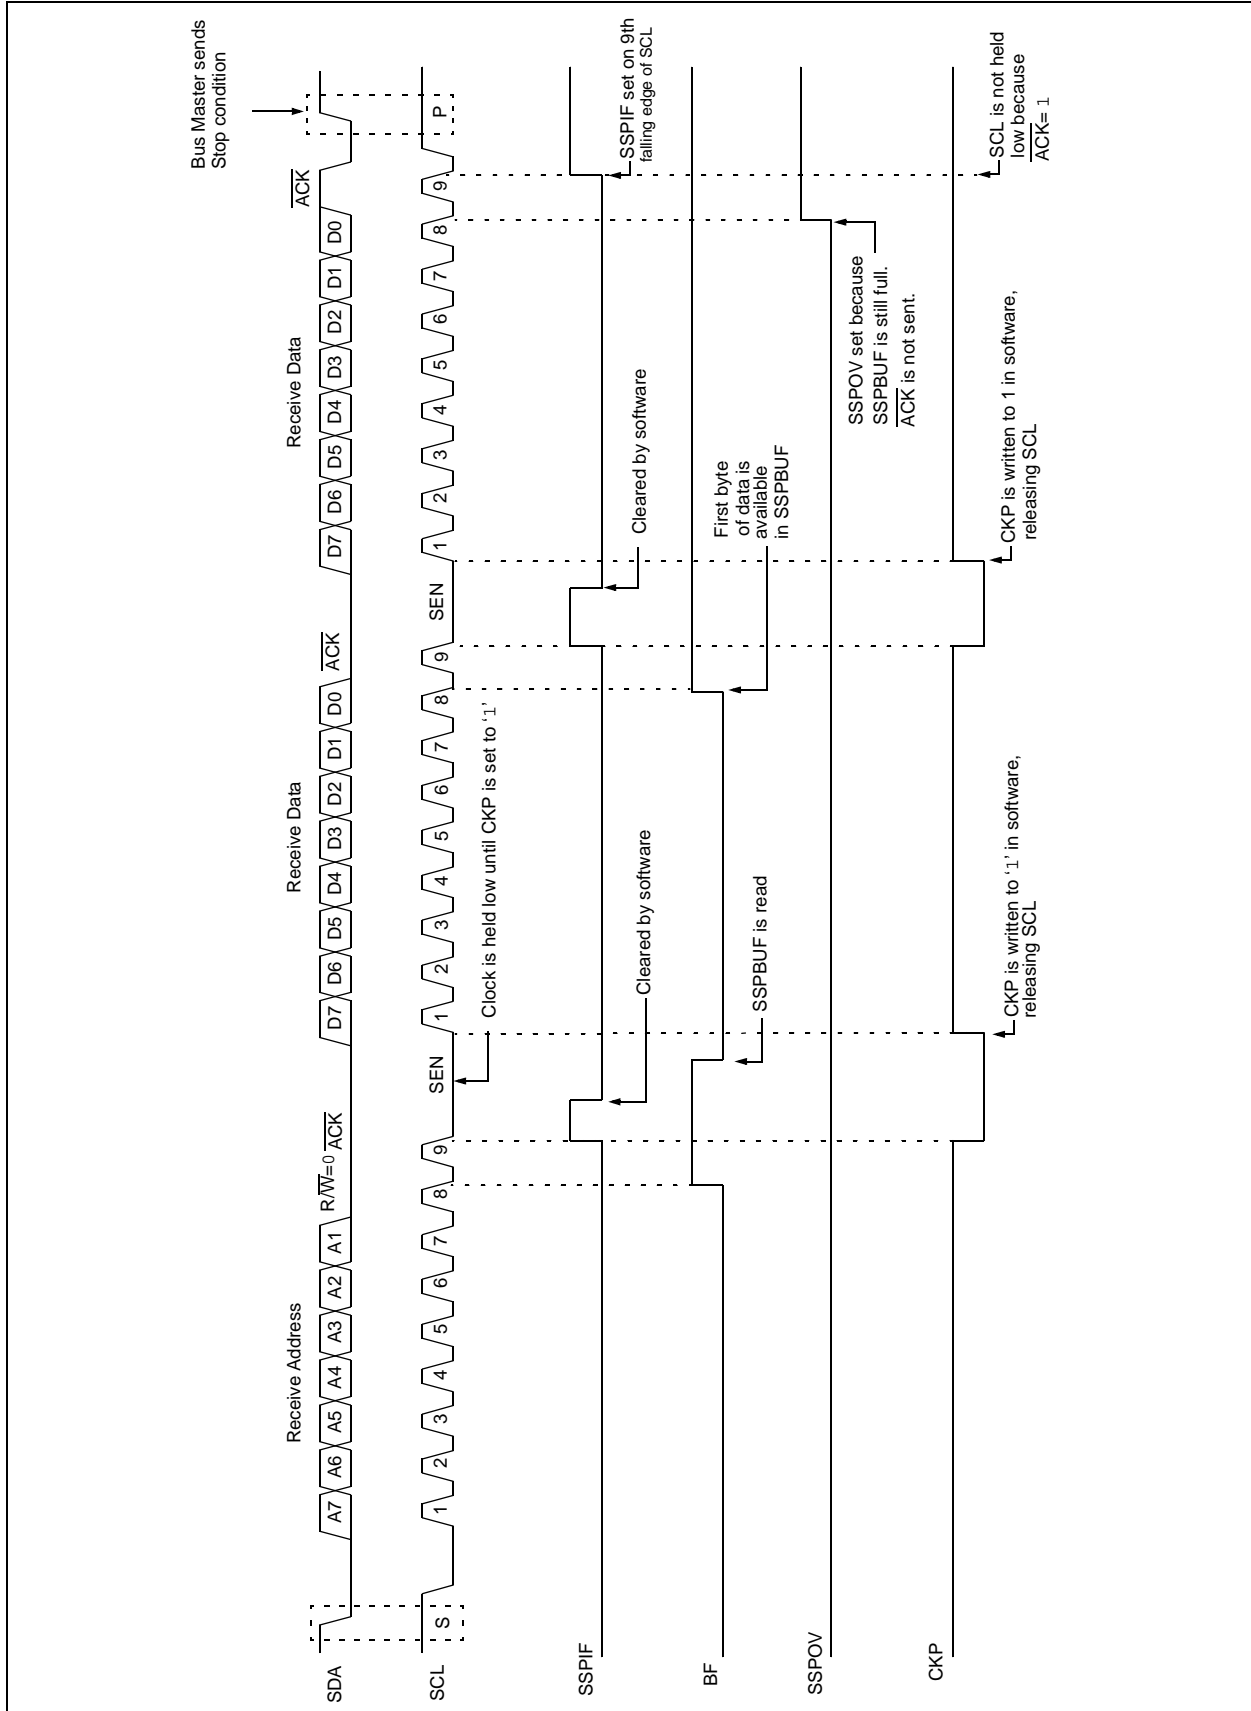 Bus Master sends
Stop condition
Receive Address
Receive Data
Receive Data
SDA
A7 A6 A5 A4 A3 A2 A1
R/W̅=0
A̅C̅K̅
D7 D6 D5 D4 D3 D2 D1 D0
A̅C̅K̅
D7 D6 D5 D4 D3 D2 D1 D0
A̅C̅K̅
SCL
S
1 2 3 4 5 6 7 8 9
SEN
1 2 3 4 5 6 7 8 9
SEN
1 2 3 4 5 6 7 8 9
P
Clock is held low until CKP is set to ‘1’
SSPIF
Cleared by software
Cleared by software
SSPIF set on 9th
falling edge of SCL
BF
SSPBUF is read
First byte
of data is
available
in SSPBUF
SSPOV
SSPOV set because
SSPBUF is still full.
A̅C̅K̅ is not sent.
CKP
CKP is written to ‘1’ in software,
releasing SCL
CKP is written to 1 in software,
releasing SCL
SCL is not held
low because
A̅C̅K̅= 1